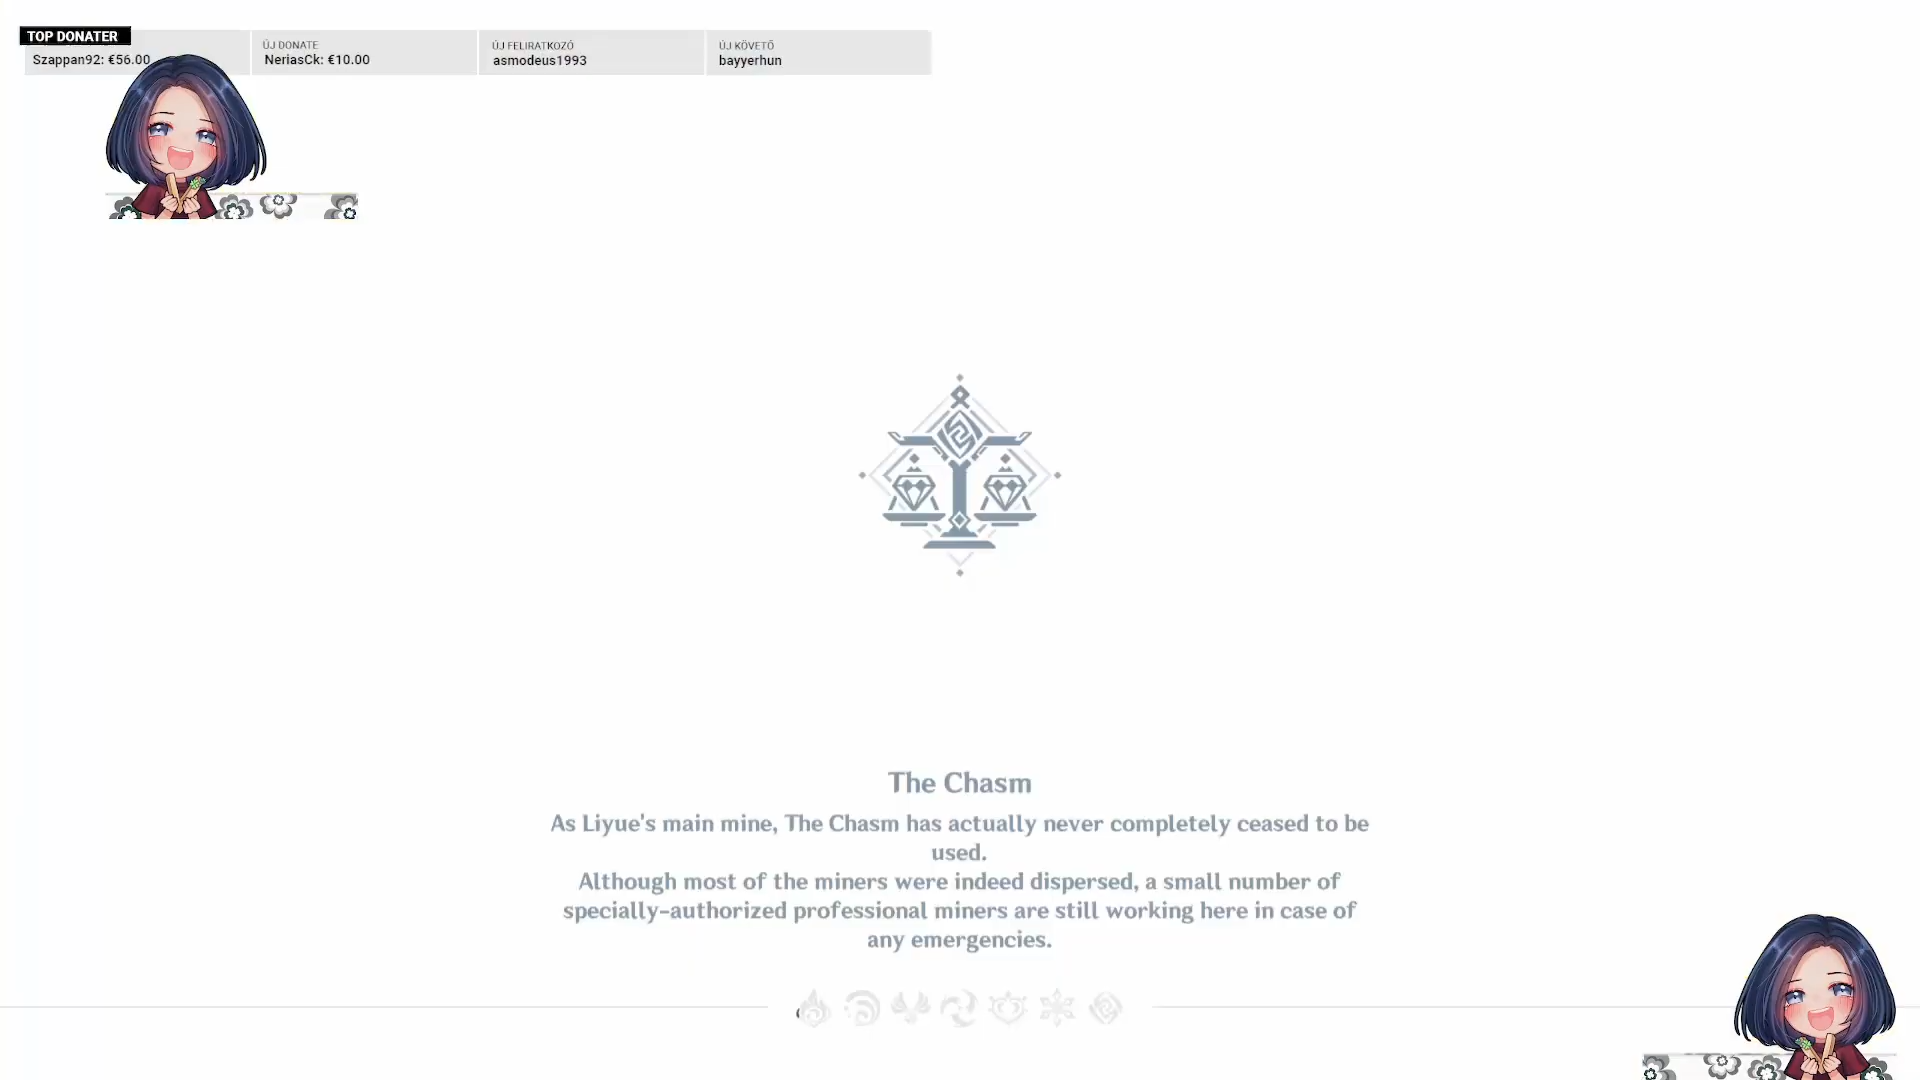 TOP DONATER
Szappan92: €56.00
ÚJ DONATE
NeriasCk: €10.00
ÚJ FELIRATKOZÓ
asmodeus1993
ÚJ KÖVETŐ
bayyerhun
The Chasm
As Liyue's main mine, The Chasm has actually never completely ceased to be
used.
Although most of the miners were indeed dispersed, a small number of
specially-authorized professional miners are still working here in case of
any emergencies.